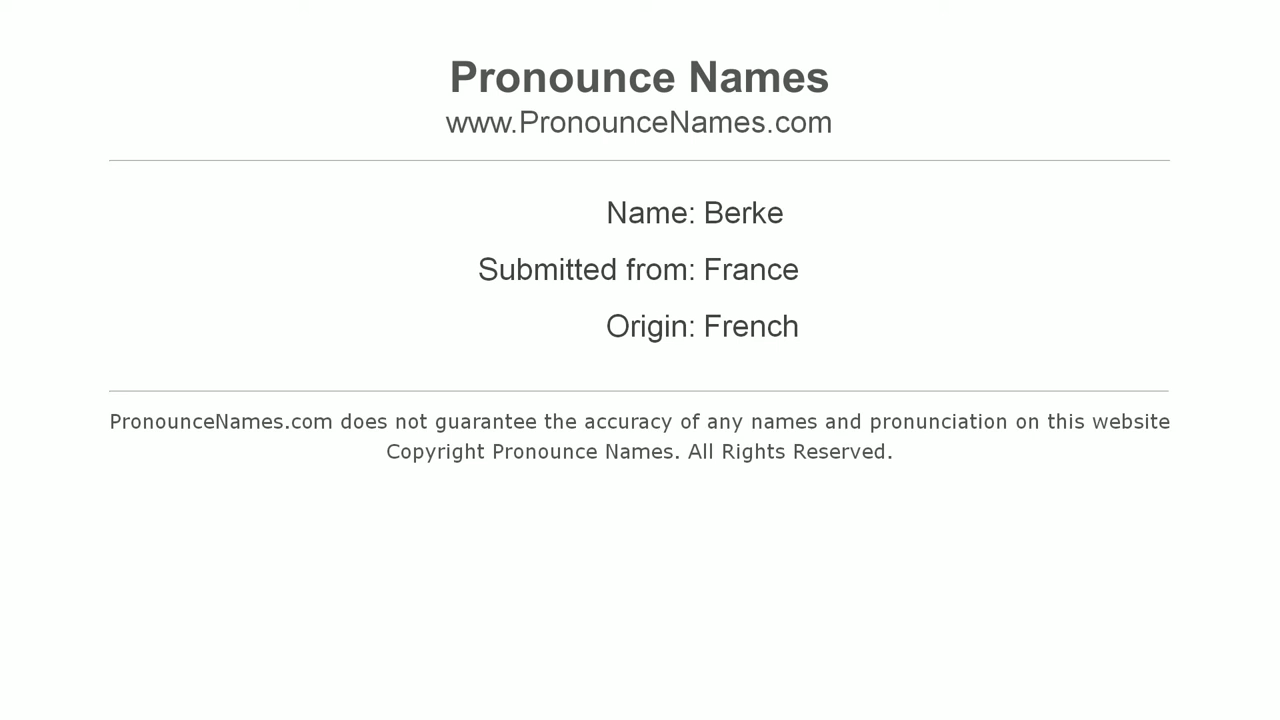 Pronounce Names
www.PronounceNames.com
Name: Berke
Submitted from: France
Origin: French
PronounceNames.com does not guarantee the accuracy of any names and pronunciation on this website
Copyright Pronounce Names. All Rights Reserved.